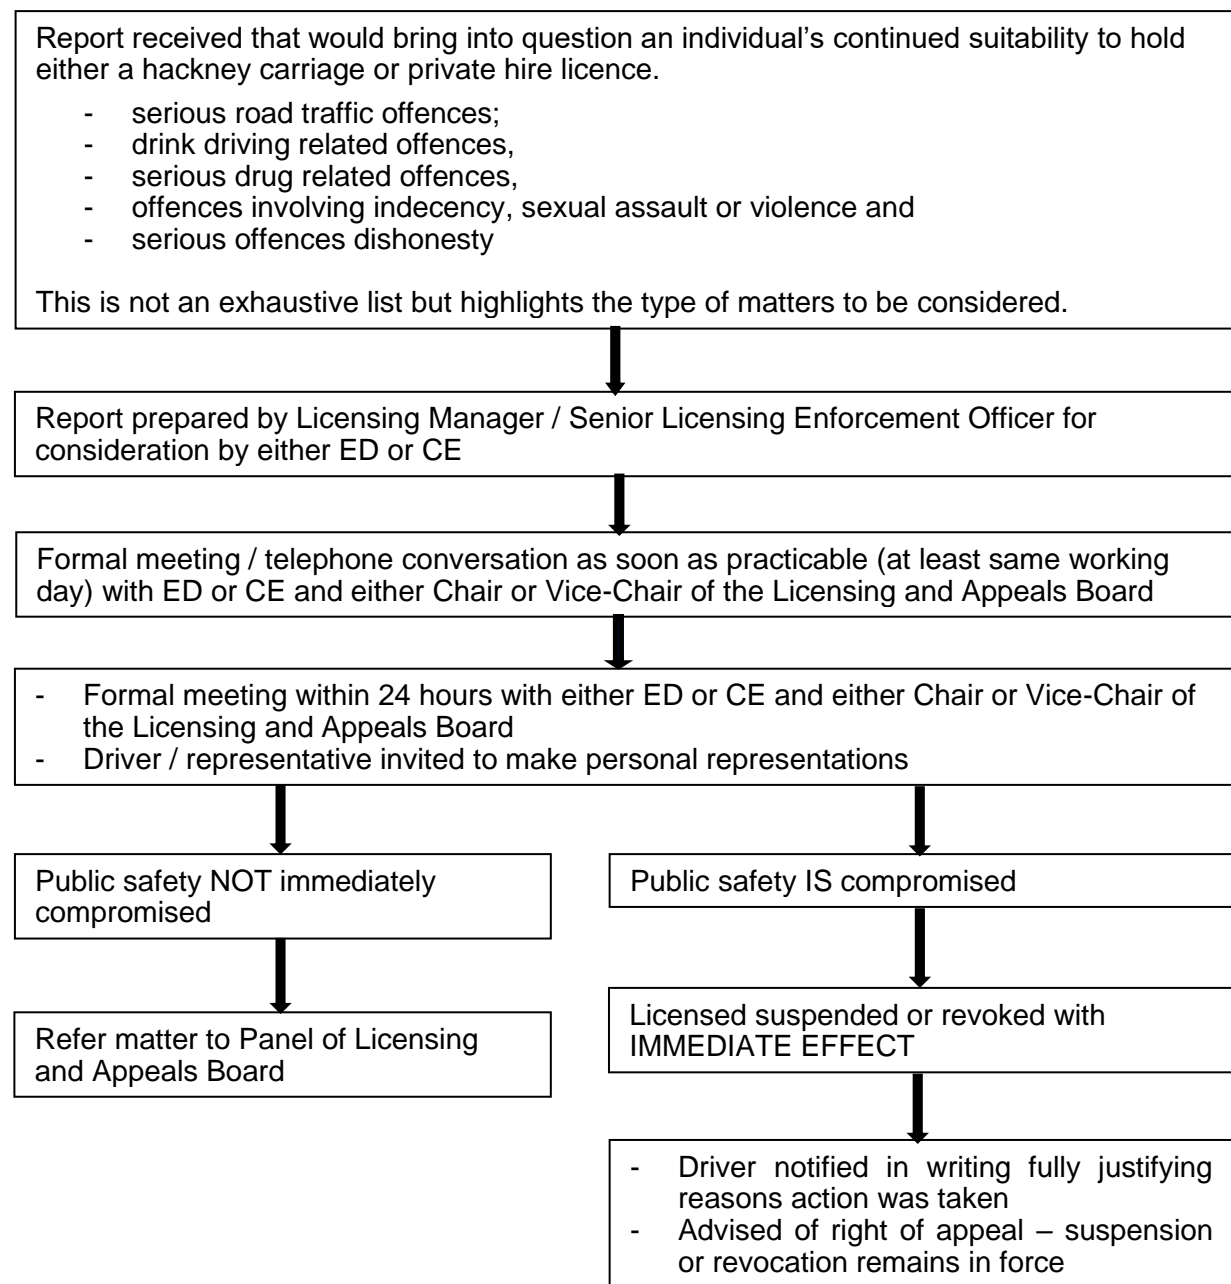 Report received that would bring into question an individual’s continued suitability to hold
either a hackney carriage or private hire licence.
- serious road traffic offences;
- drink driving related offences,
- serious drug related offences,
- offences involving indecency, sexual assault or violence and
- serious offences dishonesty
This is not an exhaustive list but highlights the type of matters to be considered.
Report prepared by Licensing Manager / Senior Licensing Enforcement Officer for
consideration by either ED or CE
Formal meeting / telephone conversation as soon as practicable (at least same working
day) with ED or CE and either Chair or Vice-Chair of the Licensing and Appeals Board
- Formal meeting within 24 hours with either ED or CE and either Chair or Vice-Chair of
the Licensing and Appeals Board
- Driver / representative invited to make personal representations
Public safety NOT immediately
compromised
Refer matter to Panel of Licensing
and Appeals Board
Public safety IS compromised
Licensed suspended or revoked with
IMMEDIATE EFFECT
- Driver notified in writing fully justifying
reasons action was taken
- Advised of right of appeal – suspension
or revocation remains in force